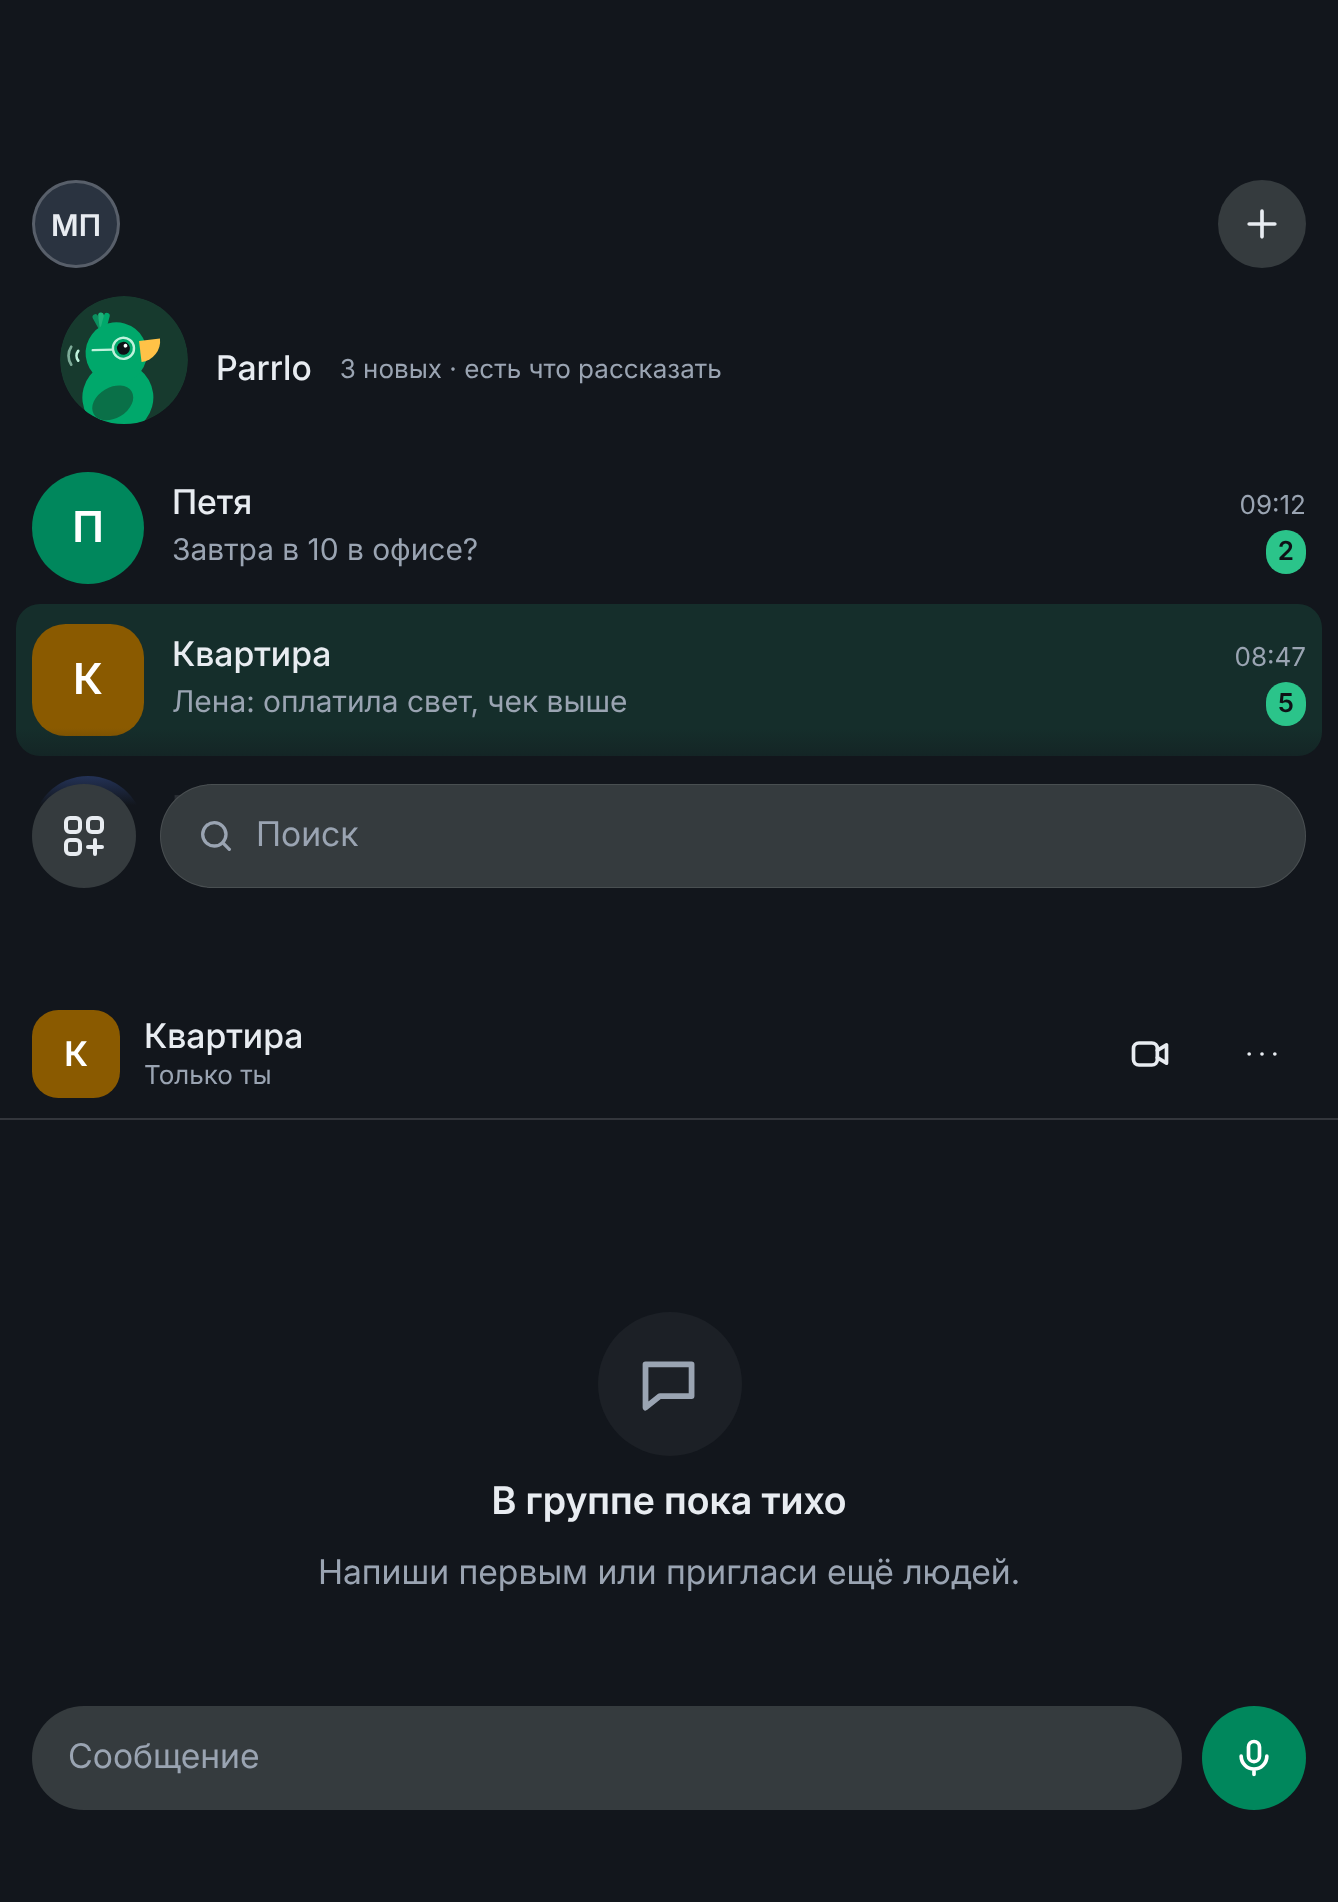 МП
Parrlo 3 новых · есть что рассказать
П
Петя
09:12
Завтра в 10 в офисе?
2
К
Квартира
08:47
Лена: оплатила свет, чек выше
5
Поиск
К
Квартира
Только ты
В группе пока тихо
Напиши первым или пригласи ещё людей.
Сообщение